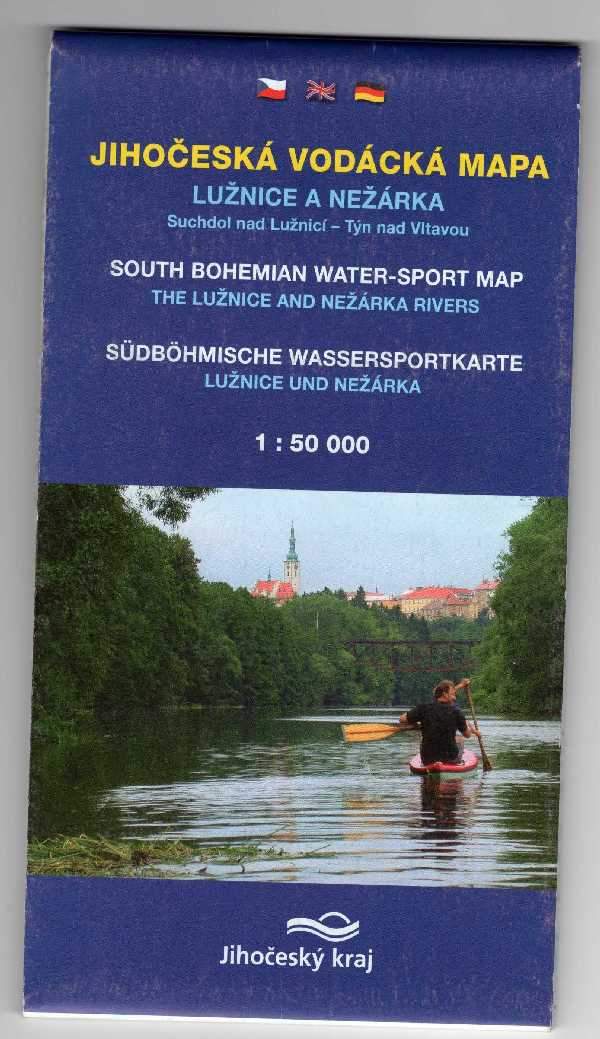 JIHOČESKÁ VODÁCKÁ MAPA
LUŽNICE A NEŽÁRKA
Suchdol nad Lužnicí – Týn nad Vltavou
SOUTH BOHEMIAN WATER-SPORT MAP
THE LUŽNICE AND NEŽÁRKA RIVERS
SÜDBÖHMISCHE WASSERSPORTKARTE
LUŽNICE UND NEŽÁRKA
1 : 50 000
Jihočeský kraj